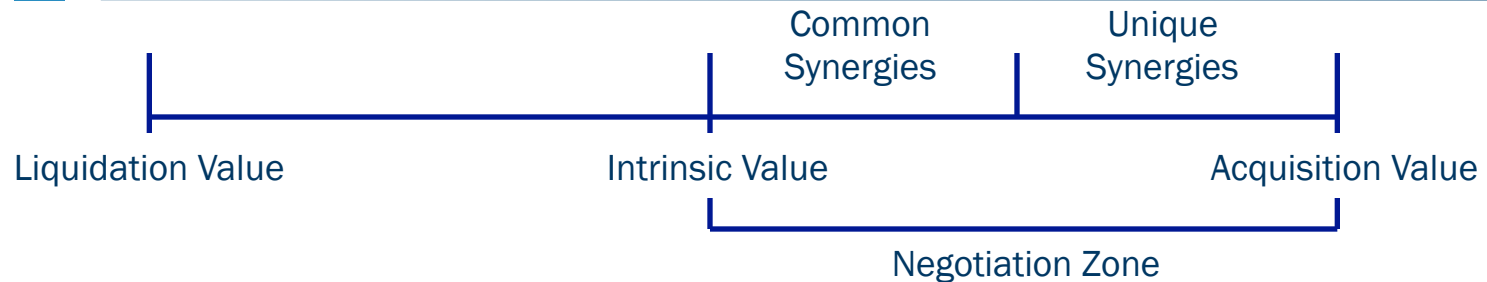 Common
Synergies
Unique
Synergies
Liquidation Value
Intrinsic Value
Acquisition Value
Negotiation Zone